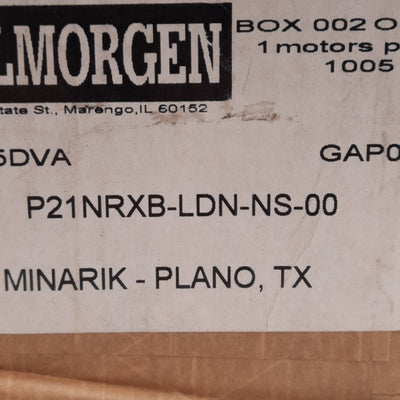 LMORGEN
BOX 002 O
1 motors p
1005
tate St., Marengo,IL 60152
5DVA
GAP0
P21NRXB-LDN-NS-00
MINARIK - PLANO, TX